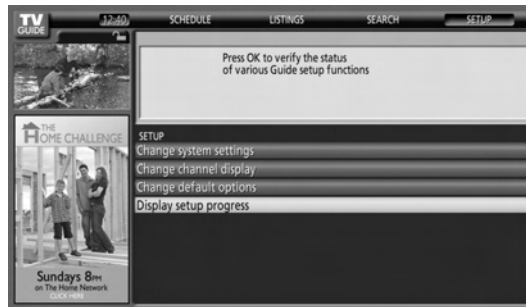 TV
GUIDE
12:40
SCHEDULE
LISTINGS
SEARCH
SETUP
Press OK to verify the status
of various Guide setup functions
THE
HOME CHALLENGE
Sundays 8PM
on The Home Network
CLICK HERE
SETUP
Change system settings
Change channel display
Change default options
Display setup progress